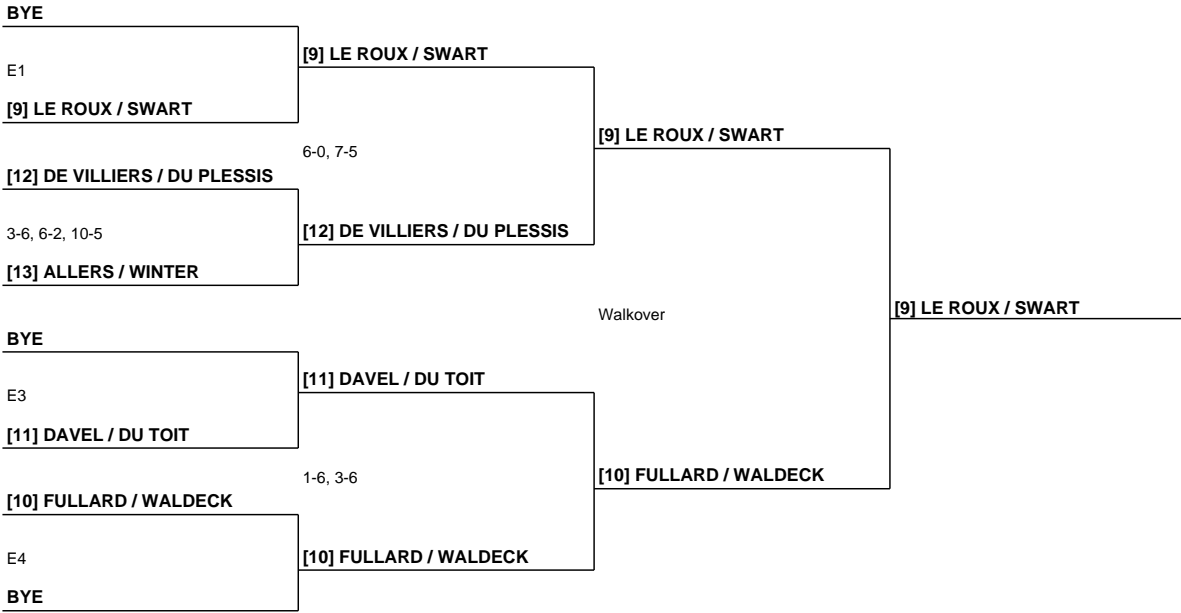 BYE
[9] LE ROUX / SWART
E1
[9] LE ROUX / SWART
[9] LE ROUX / SWART
6-0, 7-5
[12] DE VILLIERS / DU PLESSIS
3-6, 6-2, 10-5
[12] DE VILLIERS / DU PLESSIS
[13] ALLERS / WINTER
[9] LE ROUX / SWART
Walkover
BYE
[11] DAVEL / DU TOIT
E3
[11] DAVEL / DU TOIT
1-6, 3-6
[10] FULLARD / WALDECK
[10] FULLARD / WALDECK
E4
[10] FULLARD / WALDECK
BYE